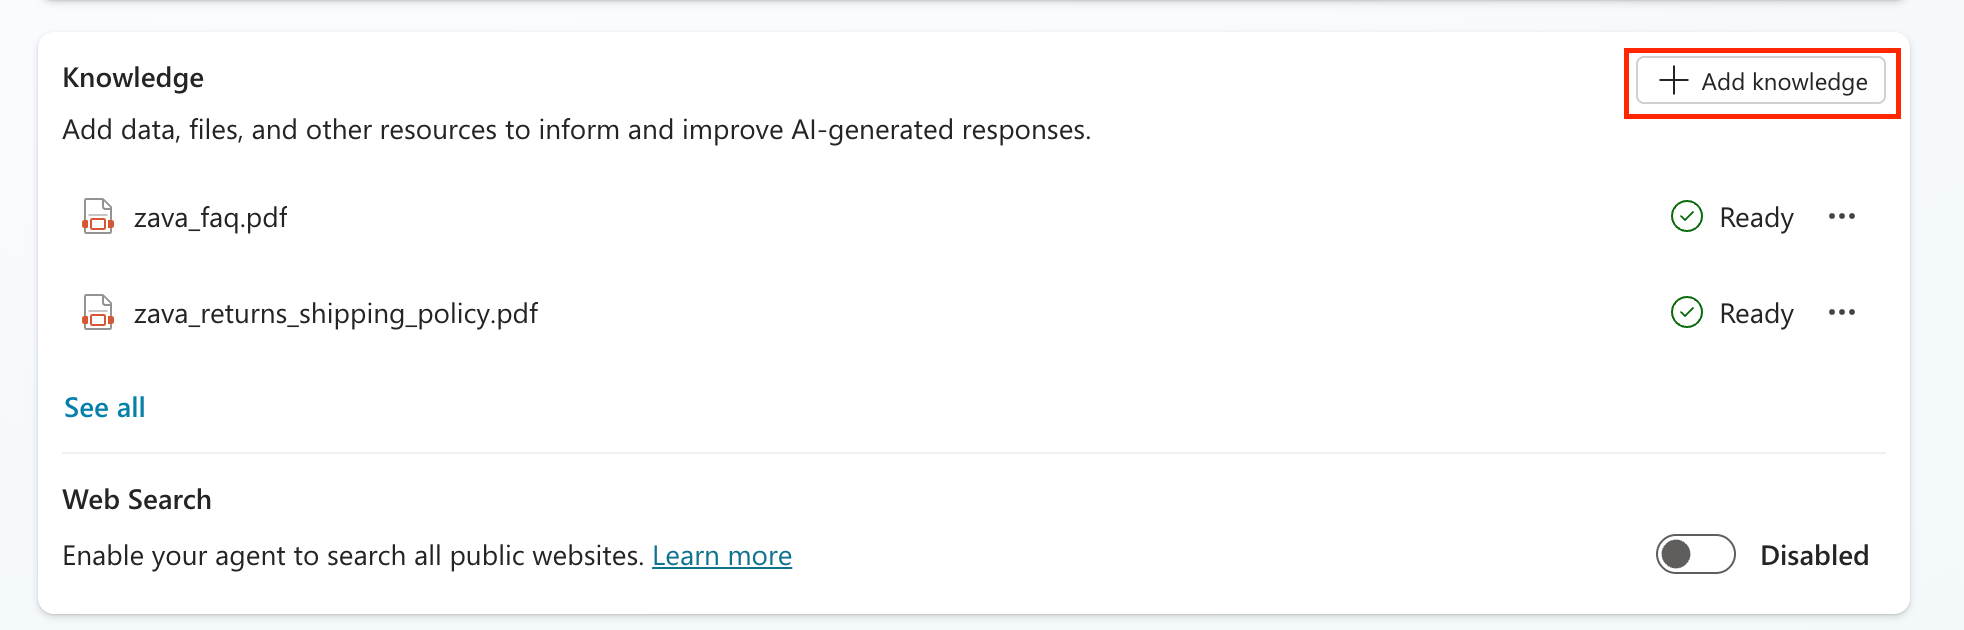 Knowledge
Add knowledge
Add data, files, and other resources to inform and improve AI-generated responses.
zava_faq.pdf
Ready
zava_returns_shipping_policy.pdf
Ready
See all
Web Search
Enable your agent to search all public websites. Learn more
Disabled